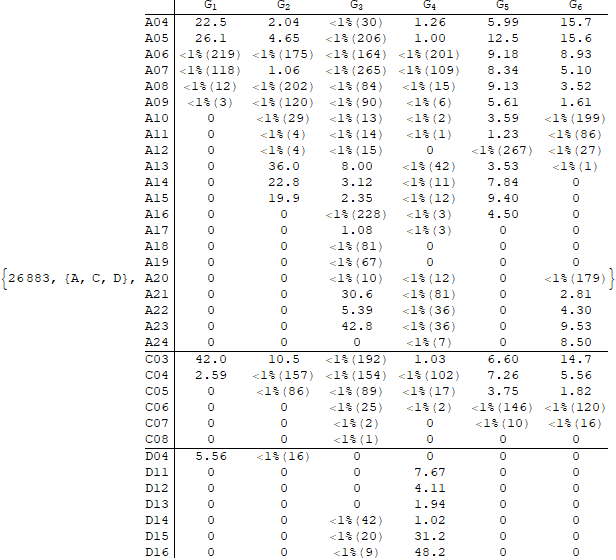 G1 G2 G3 G4 G5 G6
A04 22.5 2.04 <1%(30) 1.26 5.99 15.7
A05 26.1 4.65 <1%(206) 1.00 12.5 15.6
A06 <1%(219) <1%(175) <1%(164) <1%(201) 9.18 8.93
A07 <1%(118) 1.06 <1%(265) <1%(109) 8.34 5.10
A08 <1%(12) <1%(202) <1%(84) <1%(15) 9.13 3.52
A09 <1%(3) <1%(120) <1%(90) <1%(6) 5.61 1.61
A10 0 <1%(29) <1%(13) <1%(2) 3.59 <1%(199)
A11 0 <1%(4) <1%(14) <1%(1) 1.23 <1%(86)
A12 0 <1%(4) <1%(15) 0 <1%(267) <1%(27)
A13 0 36.0 8.00 <1%(42) 3.53 <1%(1)
A14 0 22.8 3.12 <1%(11) 7.84 0
A15 0 19.9 2.35 <1%(12) 9.40 0
A16 0 0 <1%(228) <1%(3) 4.50 0
A17 0 0 1.08 <1%(3) 0 0
A18 0 0 <1%(81) 0 0 0
A19 0 0 <1%(67) 0 0 0
{26883, {A, C, D}, A20 0 0 <1%(10) <1%(12) 0 <1%(179)}
A21 0 0 30.6 <1%(81) 0 2.81
A22 0 0 5.39 <1%(36) 0 4.30
A23 0 0 42.8 <1%(36) 0 9.53
A24 0 0 0 <1%(7) 0 8.50
C03 42.0 10.5 <1%(192) 1.03 6.60 14.7
C04 2.59 <1%(157) <1%(154) <1%(102) 7.26 5.56
C05 0 <1%(86) <1%(89) <1%(17) 3.75 1.82
C06 0 0 <1%(25) <1%(2) <1%(146) <1%(120)
C07 0 0 <1%(2) 0 <1%(10) <1%(16)
C08 0 0 <1%(1) 0 0 0
D04 5.56 <1%(16) 0 0 0 0
D11 0 0 0 7.67 0 0
D12 0 0 0 4.11 0 0
D13 0 0 0 1.94 0 0
D14 0 0 <1%(42) 1.02 0 0
D15 0 0 <1%(20) 31.2 0 0
D16 0 0 <1%(9) 48.2 0 0